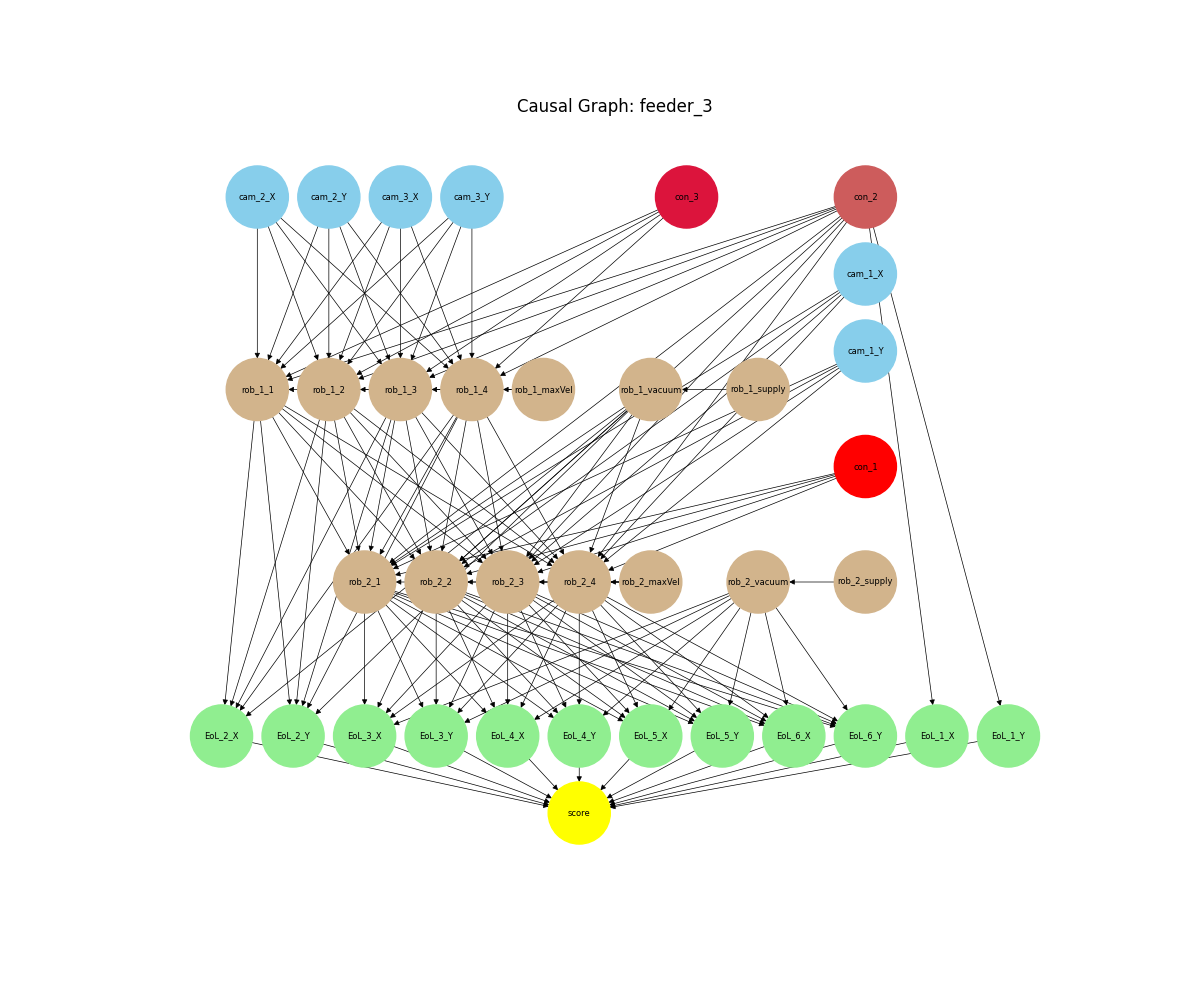 Causal Graph: feeder_3
cam_2_X cam_2_Y cam_3_X cam_3_Y con_3 con_2
cam_1_X
cam_1_Y
rob_1_1 rob_1_2 rob_1_3 rob_1_4 rob_1_maxVel rob_1_vacuum rob_1_supply
con_1
rob_2_1 rob_2_2 rob_2_3 rob_2_4 rob_2_maxVel rob_2_vacuum rob_2_supply
EoL_2_X EoL_2_Y EoL_3_X EoL_3_Y EoL_4_X EoL_4_Y EoL_5_X EoL_5_Y EoL_6_X EoL_6_Y EoL_1_X EoL_1_Y
score